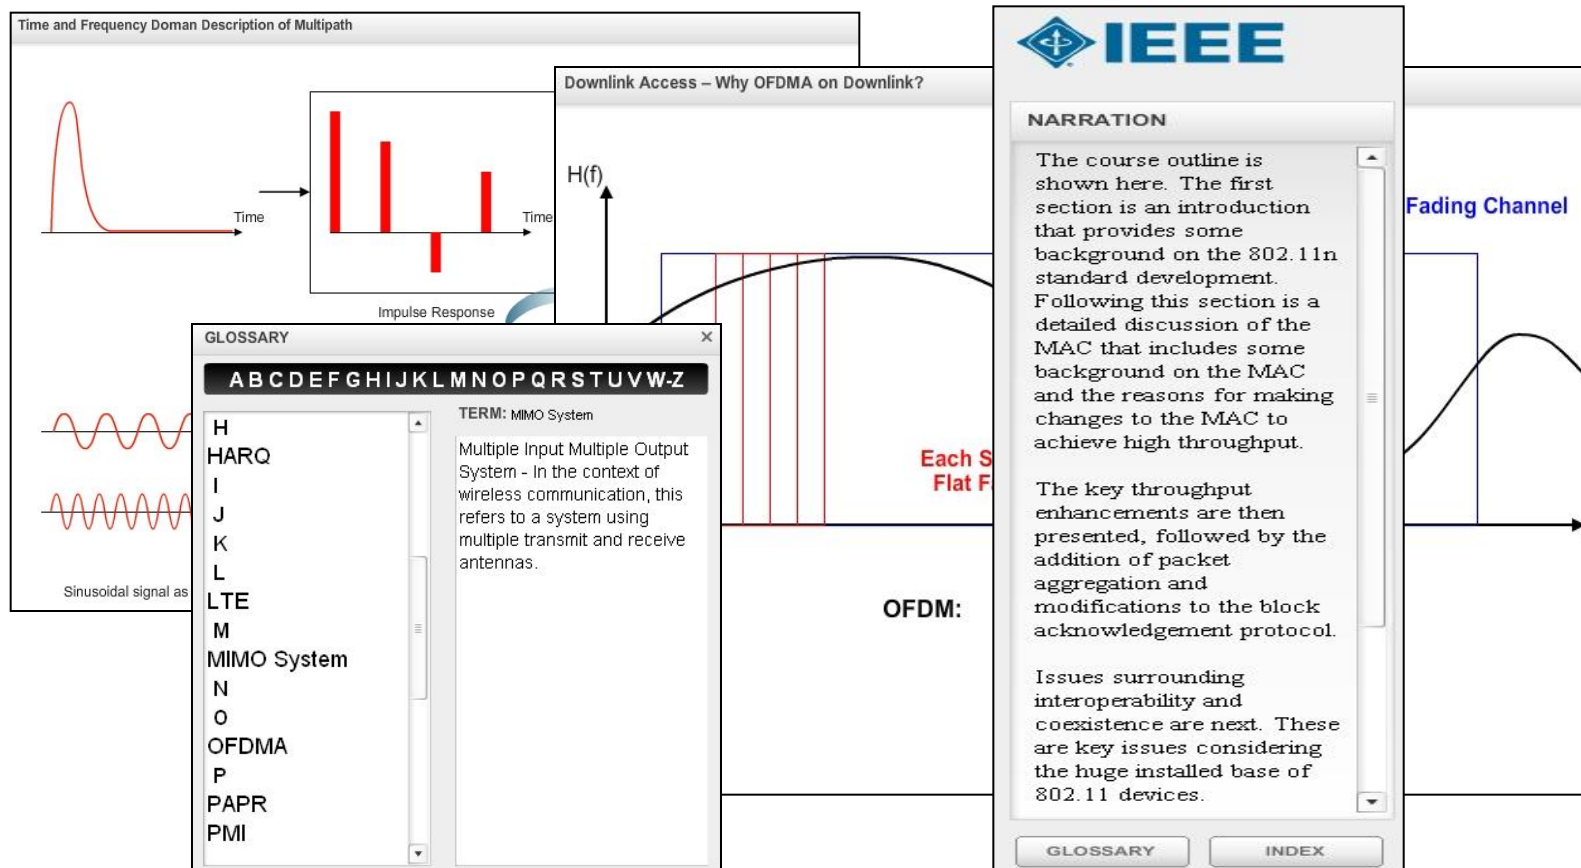 Time and Frequency Doman Description of Multipath
Time
Time
Impulse Response
Sinusoidal signal as
Downlink Access – Why OFDMA on Downlink?
H(f)
Fading Channel
Each S
Flat F
OFDM:
GLOSSARY
×
A B C D E F G H I J K L M N O P Q R S T U V W-Z
H
HARQ
I
J
K
L
LTE
M
MIMO System
N
O
OFDMA
P
PAPR
PMI
TERM: MIMO System
Multiple Input Multiple Output
System - In the context of
wireless communication, this
refers to a system using
multiple transmit and receive
antennas.
IEEE
NARRATION
The course outline is
shown here. The first
section is an introduction
that provides some
background on the 802.11n
standard development.
Following this section is a
detailed discussion of the
MAC that includes some
background on the MAC
and the reasons for making
changes to the MAC to
achieve high throughput.
The key throughput
enhancements are then
presented, followed by the
addition of packet
aggregation and
modifications to the block
acknowledgement protocol.
Issues surrounding
interoperability and
coexistence are next. These
are key issues considering
the huge installed base of
802.11 devices.
GLOSSARY
INDEX